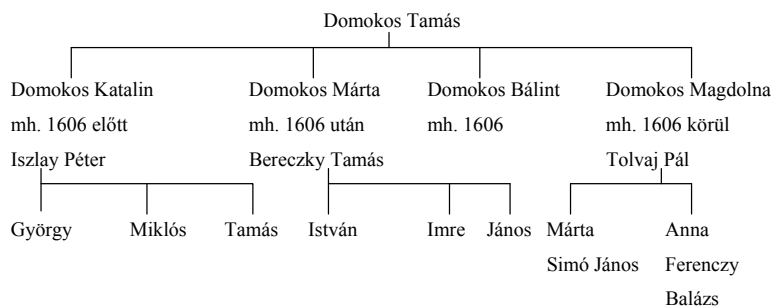 Domokos Tamás
Domokos Katalin Domokos Márta Domokos Bálint Domokos Magdolna
mh. 1606 előtt mh. 1606 után mh. 1606 mh. 1606 körül
Iszlay Péter Bereczky Tamás Tolvaj Pál
György Miklós Tamás István Imre János Márta Anna
Simó János Ferenczy
Balázs